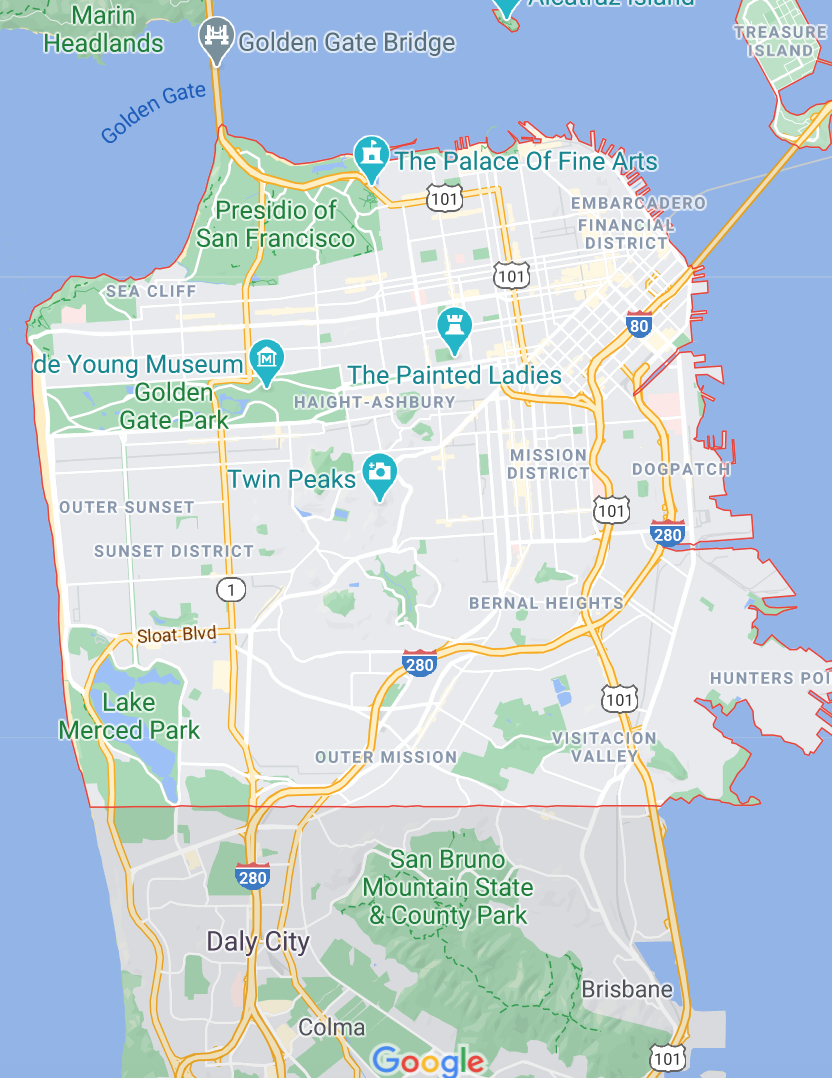 Alcatraz Island
Marin
Headlands
Golden Gate Bridge
TREASURE
ISLAND
Golden Gate
The Palace Of Fine Arts
101
EMBARCADERO
Presidio of
San Francisco
FINANCIAL
DISTRICT
101
SEA CLIFF
80
de Young Museum
The Painted Ladies
Golden
Gate Park
HAIGHT-ASHBURY
MISSION
DISTRICT
DOGPATCH
Twin Peaks
OUTER SUNSET
101
280
SUNSET DISTRICT
1
BERNAL HEIGHTS
Sloat Blvd
280
HUNTERS POI
101
Lake
Merced Park
VISITACION
VALLEY
OUTER MISSION
San Bruno
Mountain State
& County Park
280
Daly City
Brisbane
Colma
Google
101